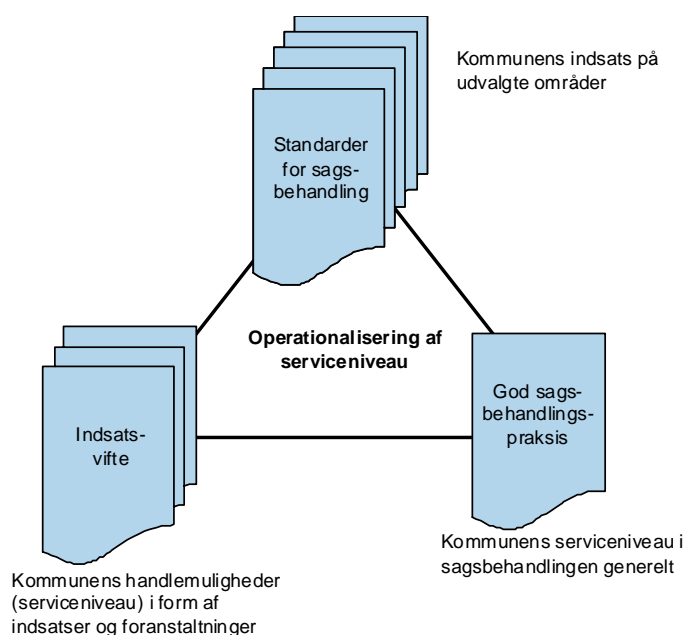 Kommunens indsats på
udvalgte områder
Standarder
for sags-
behandling
Operationalisering af
serviceniveau
God sags-
behandlings-
praksis
Indsats-
vifte
Kommunens serviceniveau i
sagsbehandlingen generelt
Kommunens handlemuligheder
(serviceniveau) i form af
indsatser og foranstaltninger